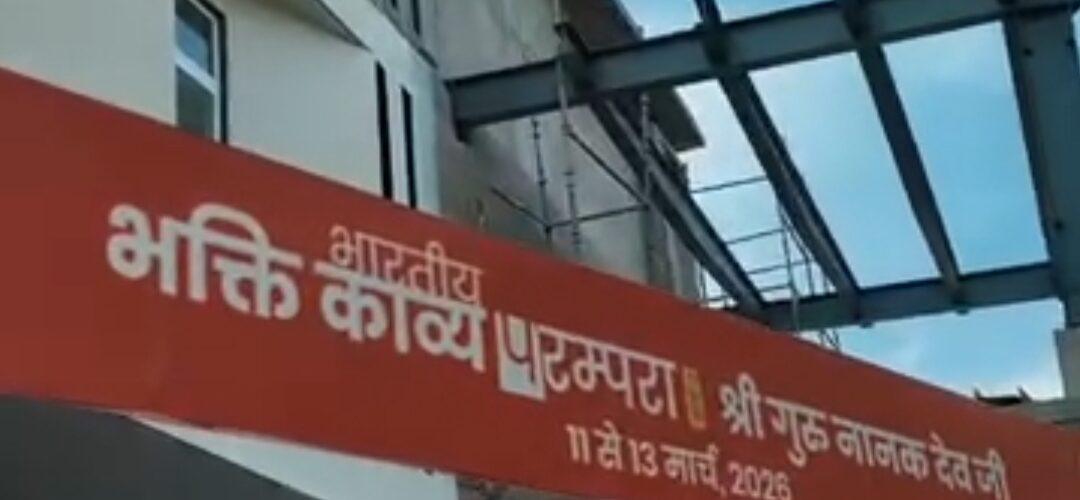 भारतीय
भक्ति काव्य परम्परा श्री गुरु नानक देव जी
11 से 13 मार्च, 2026